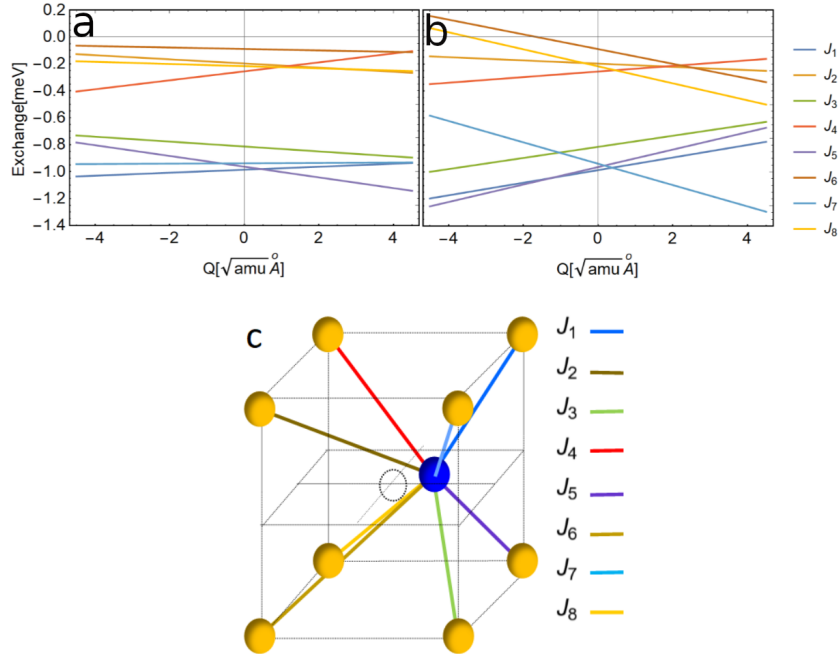 a
b
0.2
0.0
−0.2
−0.4
−0.6
−0.8
−1.0
−1.2
−1.4
Exchange[meV]
−4 −2 0 2 4
−4 −2 0 2 4
Q[√amu Å]
Q[√amu Å]
J₁
J₂
J₃
J₄
J₅
J₆
J₇
J₈
c
J₁
J₂
J₃
J₄
J₅
J₆
J₇
J₈